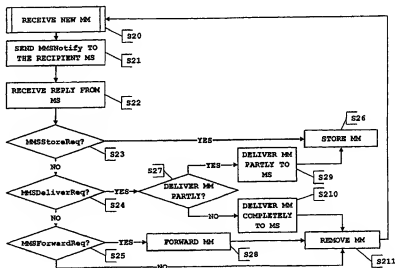 RECEIVE NEW MM
S20
SEND MMSNotify TO
THE RECIPIENT MS
S21
RECEIVE REPLY FROM
MS
S22
MMSStoreReq?
S23
YES
STORE MM
S26
NO
MMSDeliverReq?
S24
YES
S27
DELIVER MM
PARTLY?
YES
DELIVER MM
PARTLY TO
MS
S29
NO
DELIVER MM
COMPLETELY
TO MS
S210
NO
MMSForwardReq?
S25
YES
FORWARD MM
S28
REMOVE MM
S211
NO